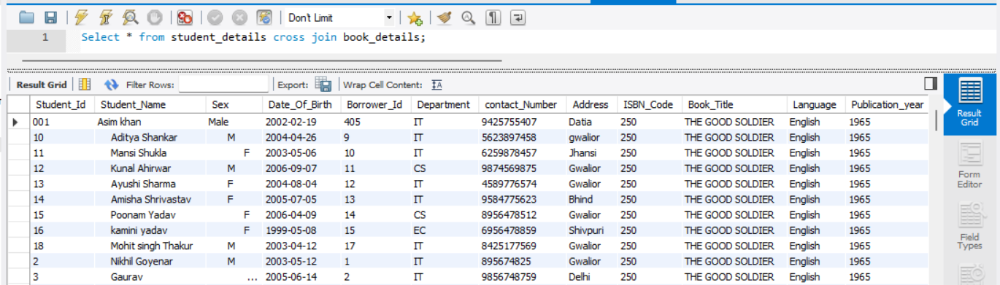 Don't Limit
1 Select * from student_details cross join book_details;
Result Grid Filter Rows: Export: Wrap Cell Content: IA
Student_Id Student_Name Sex Date_Of_Birth Borrower_Id Department contact_Number Address ISBN_Code Book_Title Language Publication_year
001 Asim khan Male 2002-02-19 405 IT 9425755407 Datia 250 THE GOOD SOLDIER English 1965
10 Aditya Shankar M 2004-04-26 9 IT 5623897458 gwalior 250 THE GOOD SOLDIER English 1965
11 Mansi Shukla F 2003-05-06 10 IT 6259878457 Jhansi 250 THE GOOD SOLDIER English 1965
12 Kunal Ahirwar M 2006-09-07 11 CS 9874569875 Gwalior 250 THE GOOD SOLDIER English 1965
13 Ayushi Sharma F 2004-08-04 12 IT 4589776574 Gwalior 250 THE GOOD SOLDIER English 1965
14 Amisha Shrivastav F 2005-07-05 13 IT 9584775623 Bhind 250 THE GOOD SOLDIER English 1965
15 Poonam Yadav F 2006-04-09 14 CS 8956478512 Gwalior 250 THE GOOD SOLDIER English 1965
16 kamini yadav F 1999-05-08 15 EC 6956478859 Shivpuri 250 THE GOOD SOLDIER English 1965
18 Mohit singh Thakur M 2003-04-12 17 IT 8425177569 Gwalior 250 THE GOOD SOLDIER English 1965
2 Nikhil Goyenar M 2003-05-12 1 IT 895674825 Gwalior 250 THE GOOD SOLDIER English 1965
3 Gaurav ... 2005-06-14 2 IT 9856748759 Delhi 250 THE GOOD SOLDIER English 1965
Result
Grid
Form
Editor
Field
Types